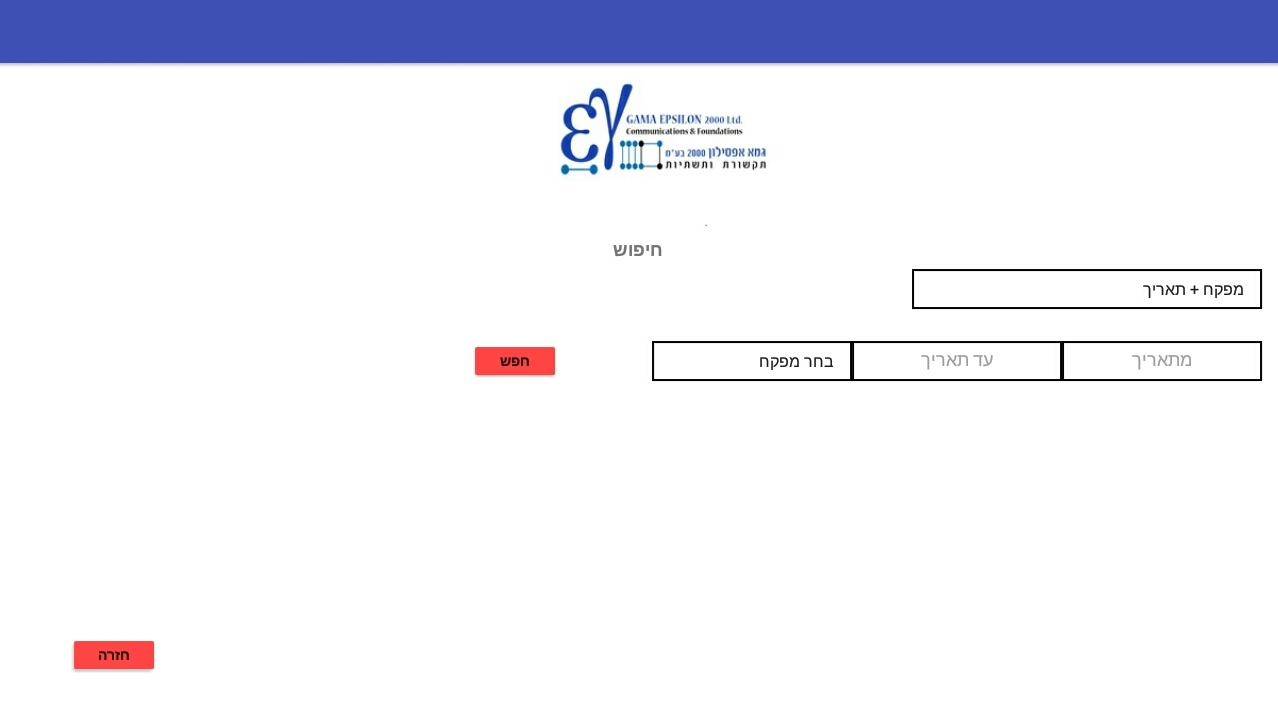 GAMA EPSILON 2000 Ltd.
Communications & Foundations
גמא אפסילון 2000 בע"מ
תקשורת ותשתיות
חיפוש
מפקח + תאריך
מתאריך
עד תאריך
בחר מפקח
חפש
חזרה